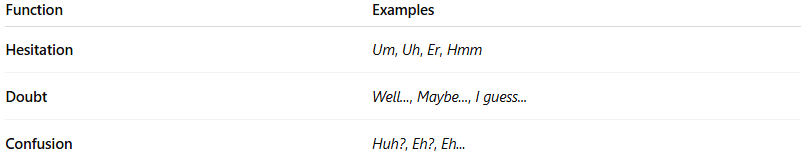 Function Examples
Hesitation Um, Uh, Er, Hmm
Doubt Well..., Maybe..., I guess...
Confusion Huh?, Eh?, Eh...